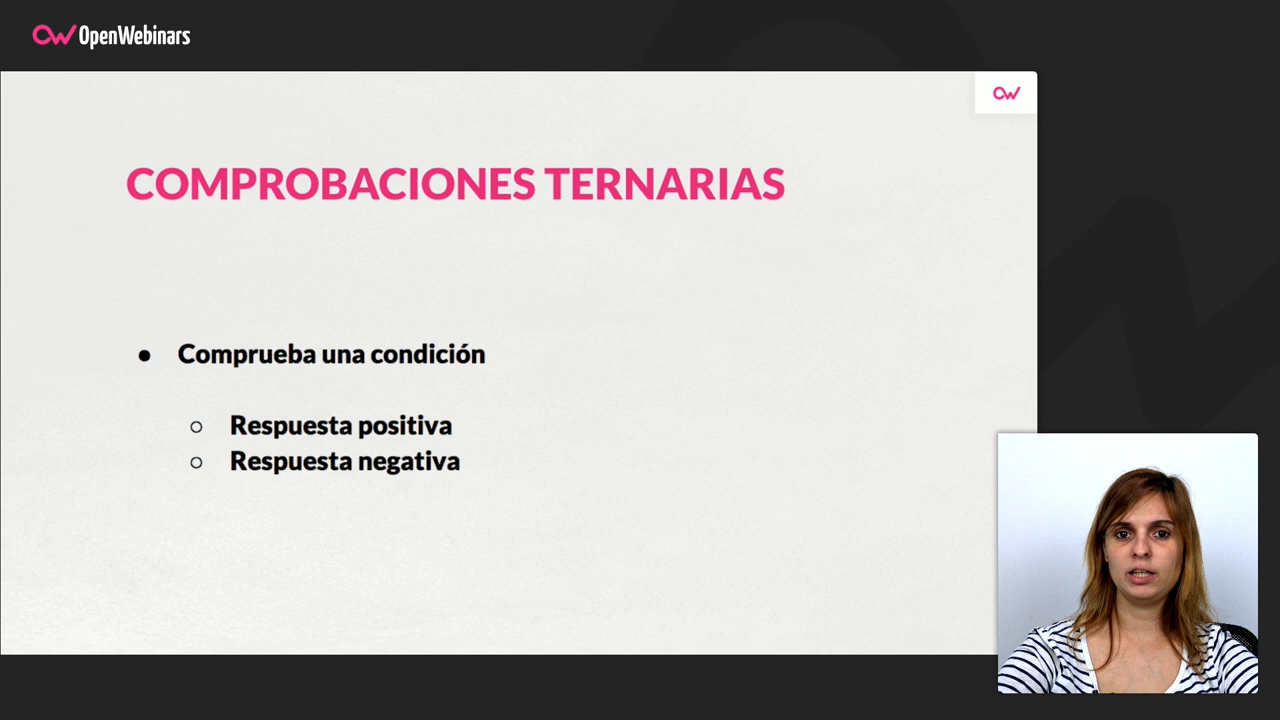 OpenWebinars
COMPROBACIONES TERNARIAS
● Comprueba una condición
○ Respuesta positiva
○ Respuesta negativa